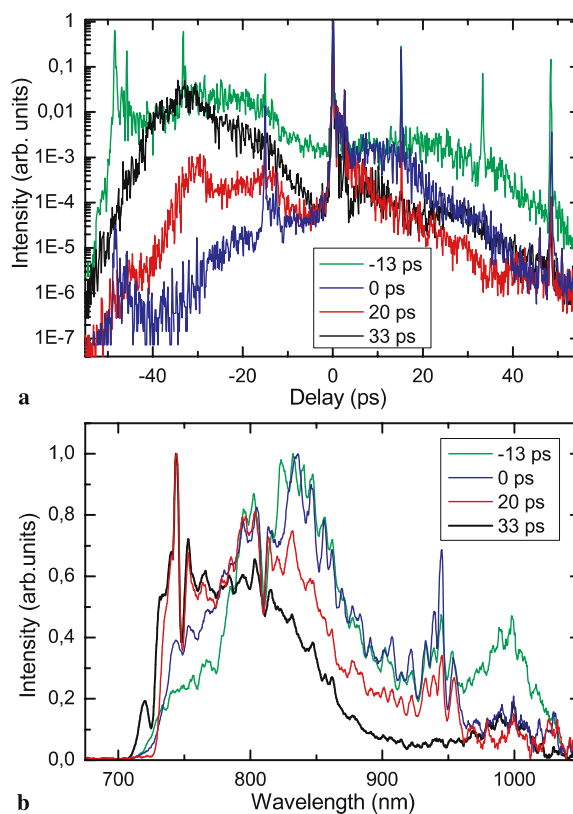 Intensity (arb. units)
1
0,1
0,01
1E-3
1E-4
1E-5
1E-6
1E-7
-13 ps
0 ps
20 ps
33 ps
-40
-20
0
20
40
a
Delay (ps)
Intensity (arb.units)
1,0
0,8
0,6
0,4
0,2
0,0
-13 ps
0 ps
20 ps
33 ps
700
800
900
1000
b
Wavelength (nm)